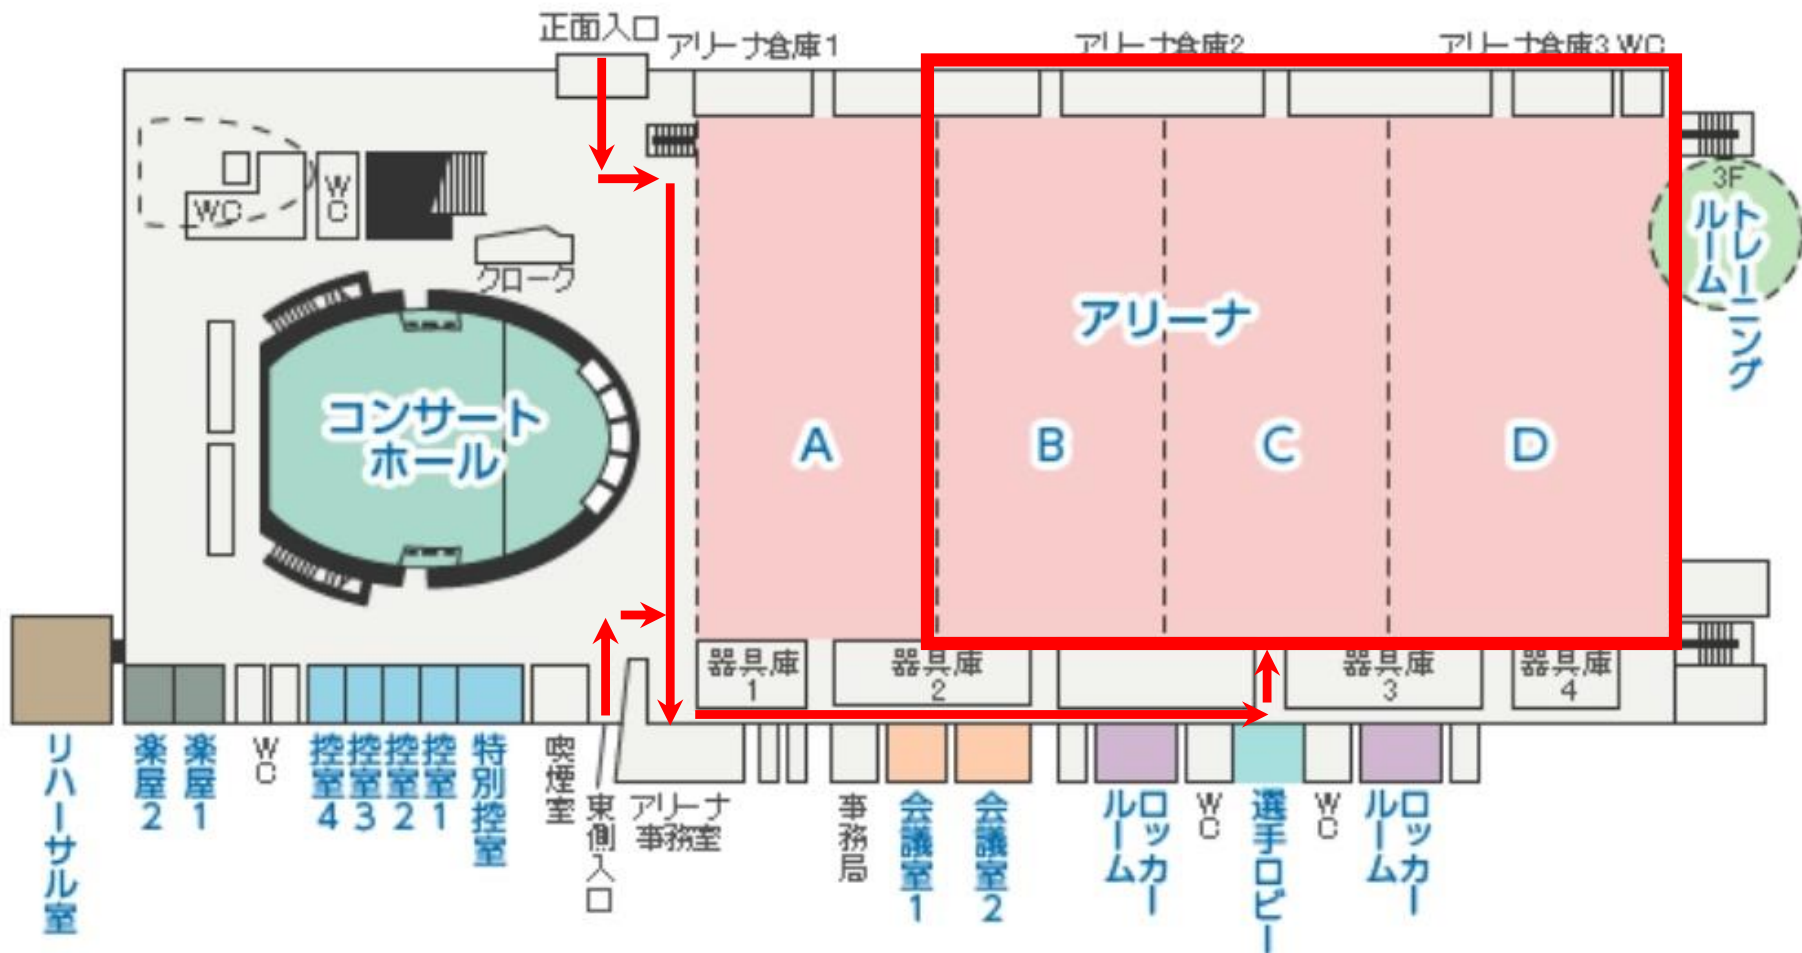 正面入口
アリーナ倉庫1
アリーナ倉庫2
アリーナ倉庫3 WC
WC
WC
クローク
3F
トレーニング
ルーム
アリーナ
コンサート
ホール
A
B
C
D
器具庫
1
器具庫
2
器具庫
3
器具庫
4
リハーサル室
楽屋2
楽屋1
WC
控室4
控室3
控室2
控室1
特別控室
喫煙室
東側入口
アリーナ
事務室
事務局
会議室1
会議室2
ロッカー
ルーム
WC
選手ロビー
WC
ロッカー
ルーム